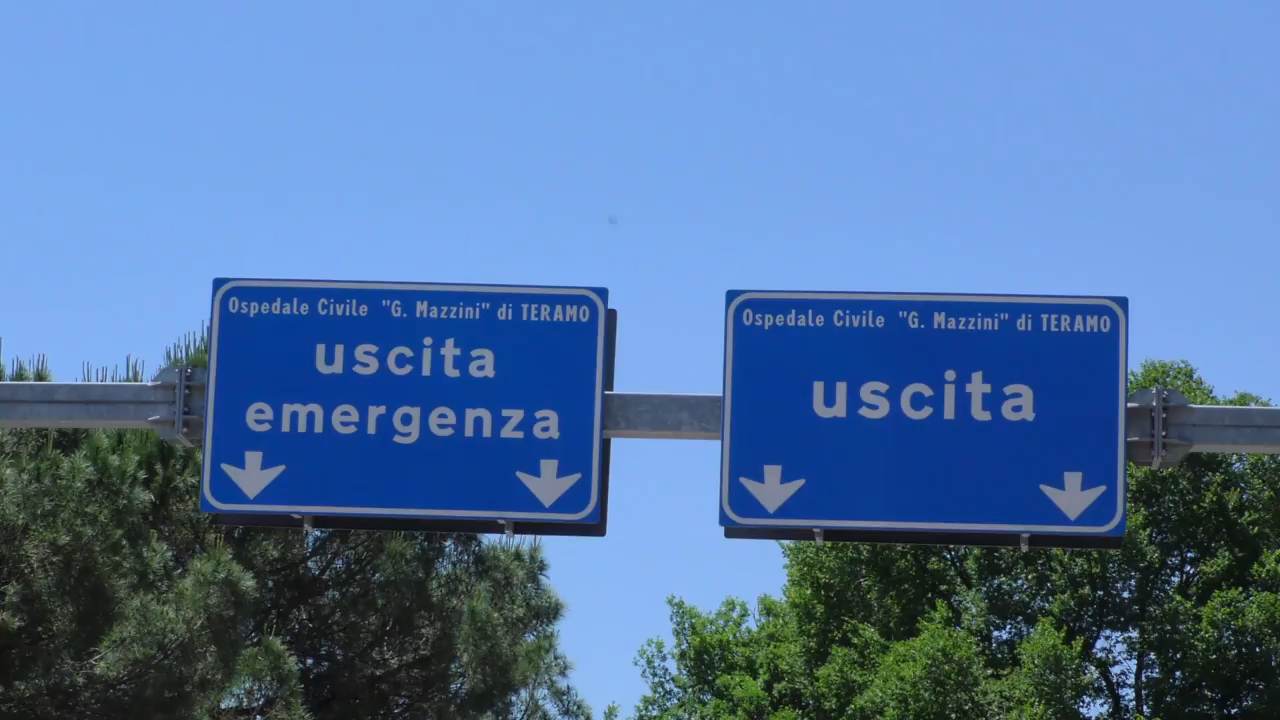 Ospedale Civile "G. Mazzini" di TERAMO
uscita
emergenza
Ospedale Civile "G. Mazzini" di TERAMO
uscita